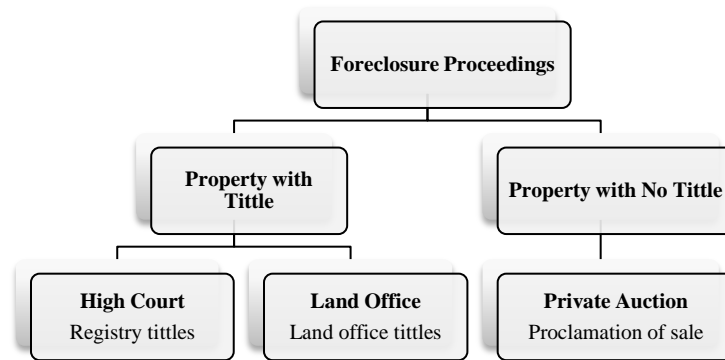 Foreclosure Proceedings
Property with
Tittle
Property with No Tittle
High Court
Registry tittles
Land Office
Land office tittles
Private Auction
Proclamation of sale